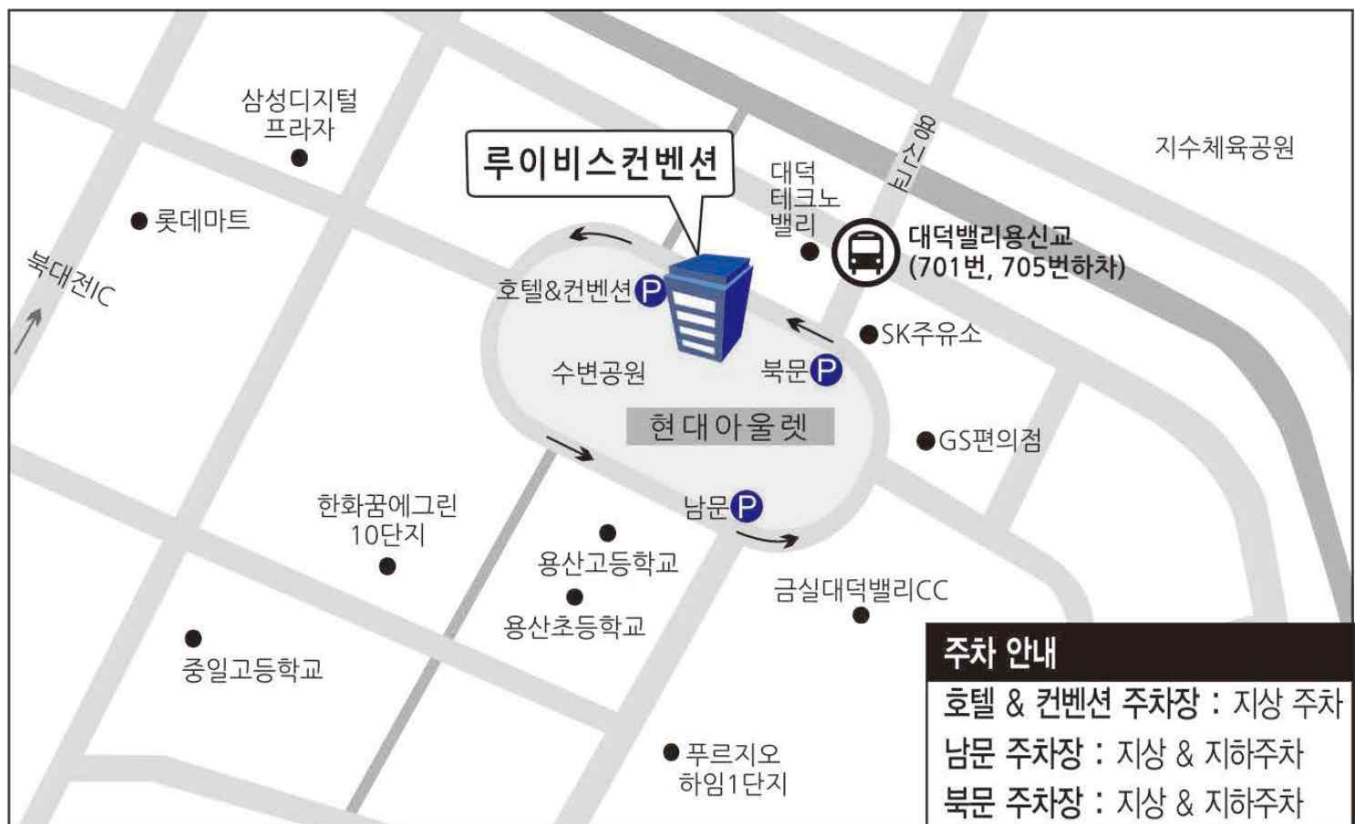 삼성디지털
프라자
롯데마트
북대전IC
루이비스컨벤션
대덕
테크노
밸리
용신교
지수체육공원
대덕밸리용신교
(701번, 705번하차)
호텔&컨벤션 P
SK주유소
수변공원
북문 P
현대아울렛
GS편의점
남문 P
한화꿈에그린
10단지
용산고등학교
용산초등학교
금실대덕밸리CC
중일고등학교
푸르지오
하임1단지
주차 안내
호텔 & 컨벤션 주차장 : 지상 주차
남문 주차장 : 지상 & 지하주차
북문 주차장 : 지상 & 지하주차